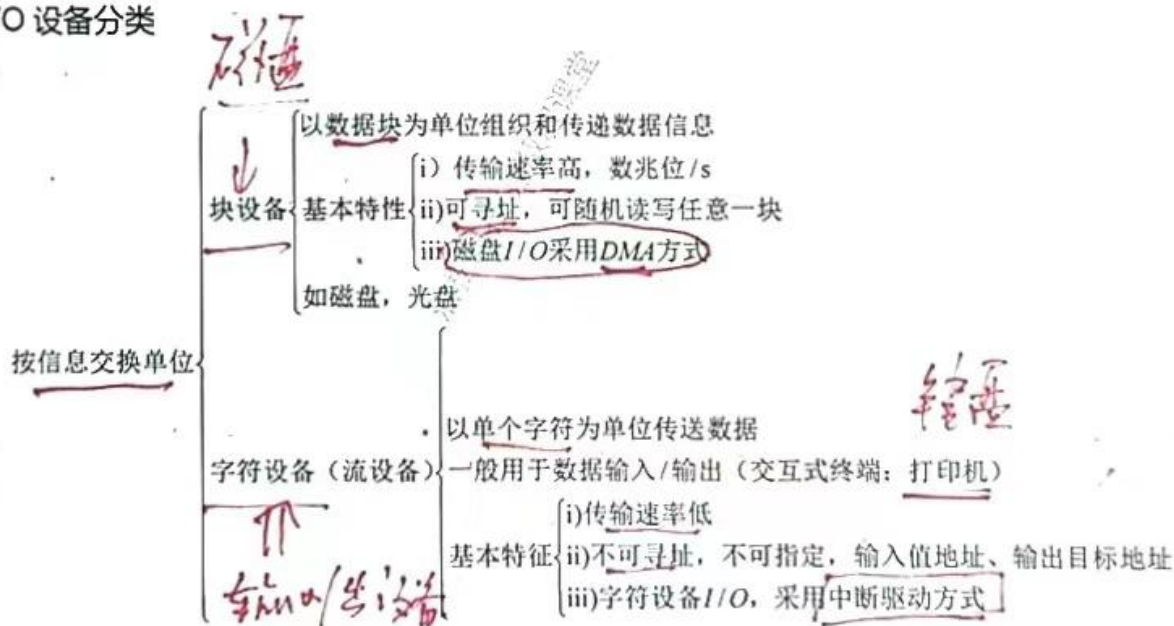 O 设备分类
磁盘
以数据块为单位组织和传递数据信息
i）传输速率高，数兆位/s
块设备 基本特性 ii)可寻址，可随机读写任意一块
iii)磁盘I/O采用DMA方式
如磁盘，光盘
按信息交换单位
键盘
以单个字符为单位传送数据
字符设备（流设备） 一般用于数据输入/输出（交互式终端：打印机）
i)传输速率低
基本特征 ii)不可寻址，不可指定，输入值地址、输出目标地址
iii)字符设备I/O，采用中断驱动方式
输入/出设备